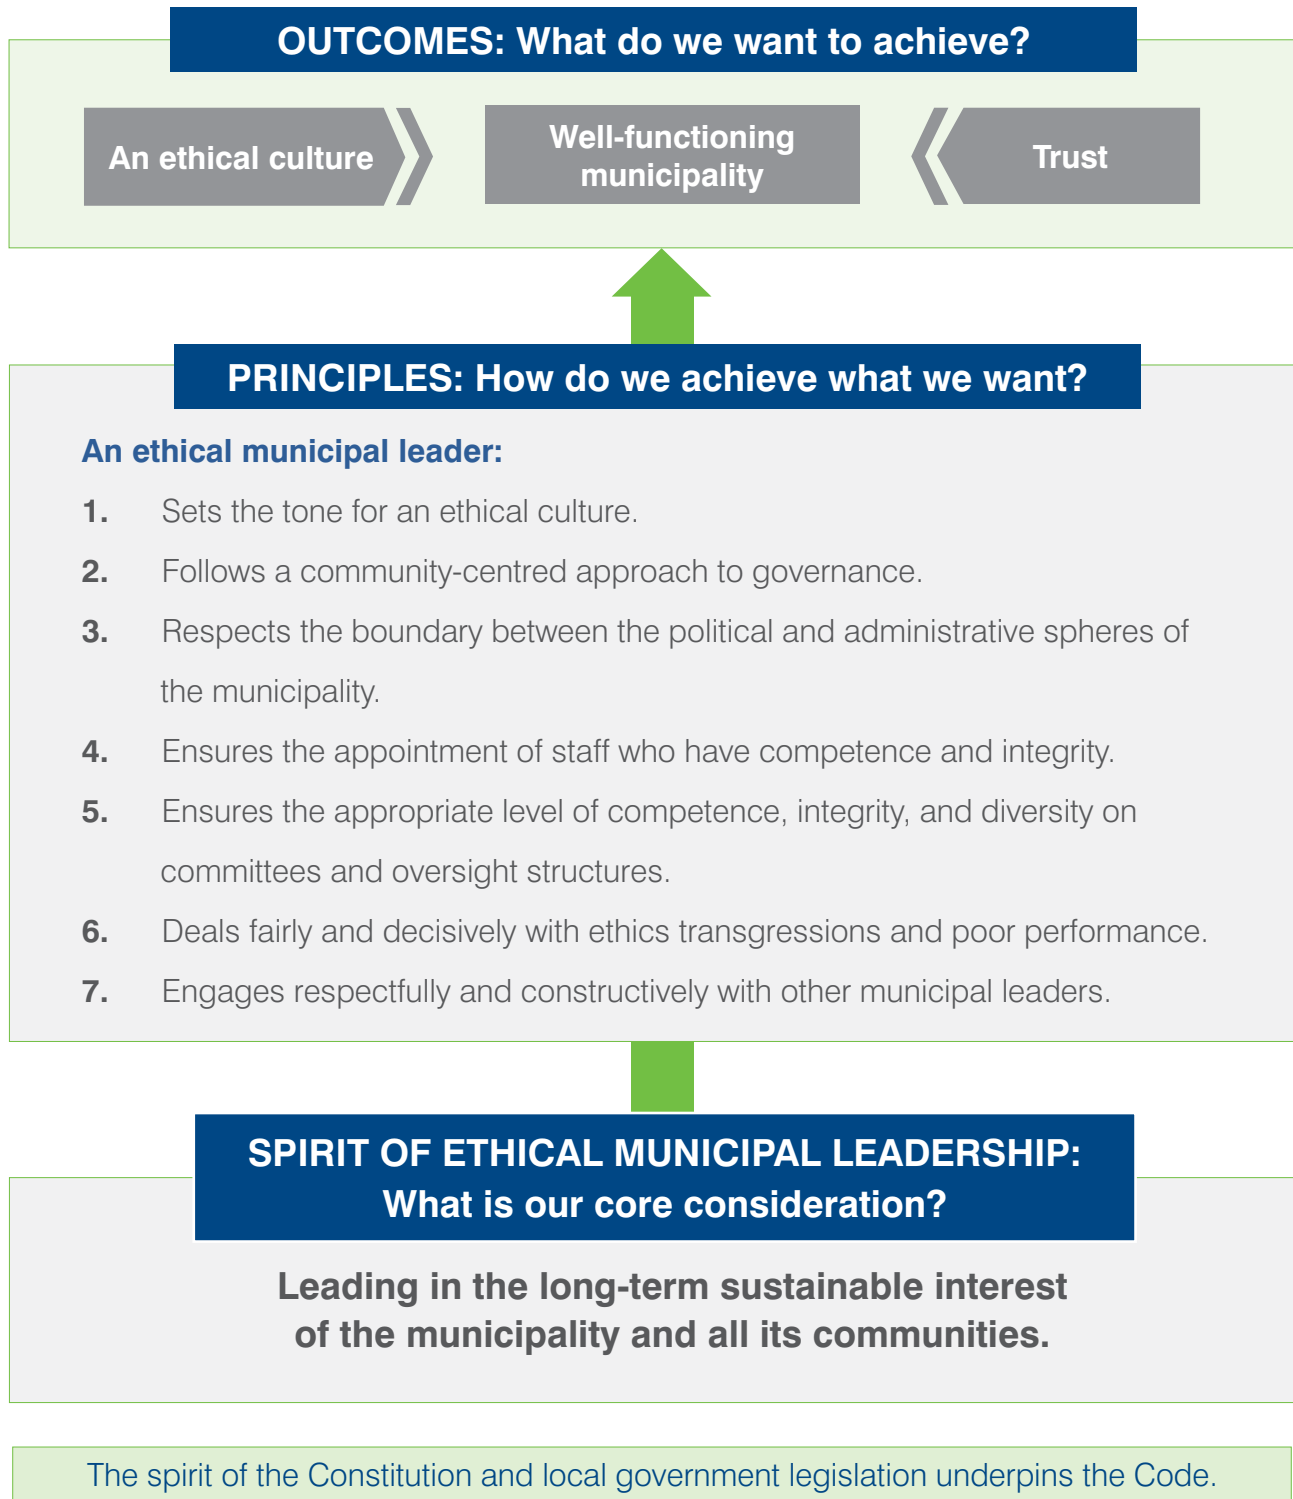 OUTCOMES: What do we want to achieve?
An ethical culture
Well-functioning
municipality
Trust
PRINCIPLES: How do we achieve what we want?
An ethical municipal leader:
1. Sets the tone for an ethical culture.
2. Follows a community-centred approach to governance.
3. Respects the boundary between the political and administrative spheres of
the municipality.
4. Ensures the appointment of staff who have competence and integrity.
5. Ensures the appropriate level of competence, integrity, and diversity on
committees and oversight structures.
6. Deals fairly and decisively with ethics transgressions and poor performance.
7. Engages respectfully and constructively with other municipal leaders.
SPIRIT OF ETHICAL MUNICIPAL LEADERSHIP:
What is our core consideration?
Leading in the long-term sustainable interest
of the municipality and all its communities.
The spirit of the Constitution and local government legislation underpins the Code.